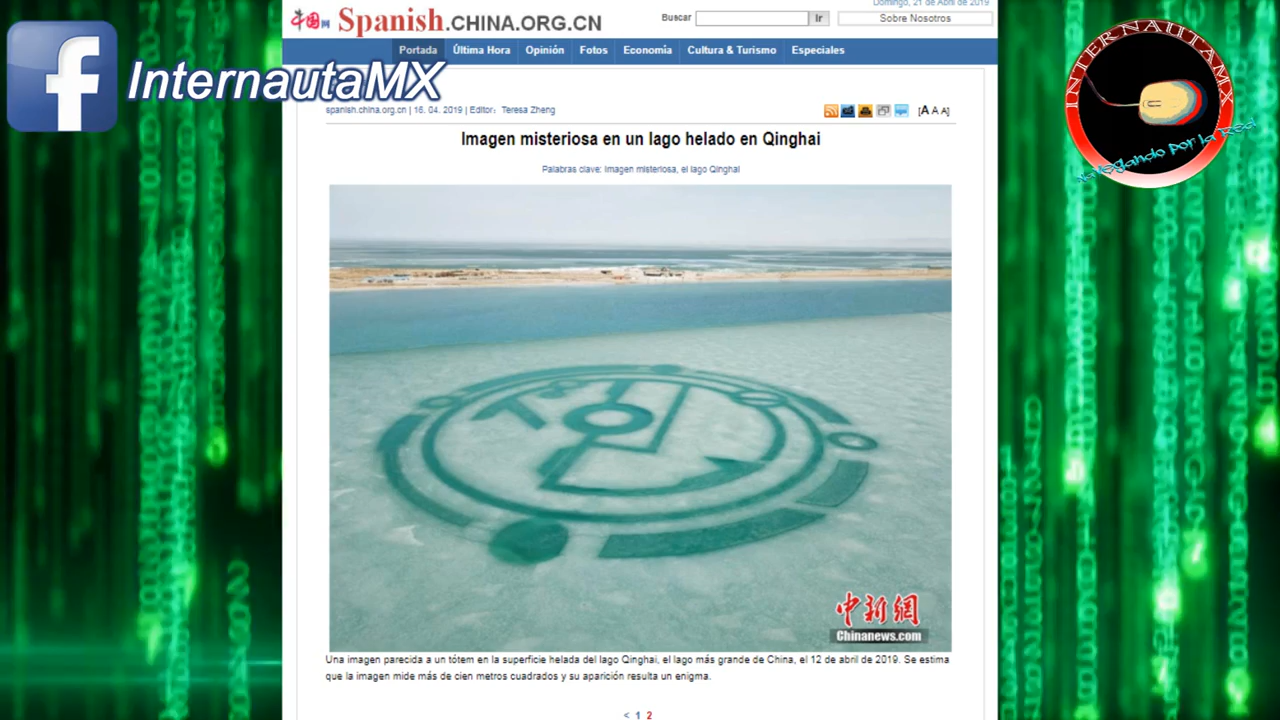 Domingo, 21 de Abril de 2019
中国网 Spanish.CHINA.ORG.CN
Buscar Ir Sobre Nosotros
Portada Última Hora Opinión Fotos Economía Cultura & Turismo Especiales
InternautaMX
INTERNAUTAMX
Navegando por la Red
spanish.china.org.cn | 16. 04. 2019 | Editor: Teresa Zheng [A A A]
Imagen misteriosa en un lago helado en Qinghai
Palabras clave: Imagen misteriosa, el lago Qinghai
中新網
Chinanews.com
Una imagen parecida a un tótem en la superficie helada del lago Qinghai, el lago más grande de China, el 12 de abril de 2019. Se estima
que la imagen mide más de cien metros cuadrados y su aparición resulta un enigma.
< 1 2